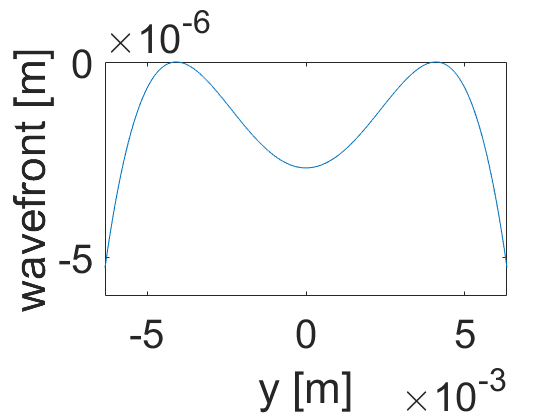 ×10⁻⁶
0
-5
wavefront [m]
-5 0 5
y [m] ×10⁻³